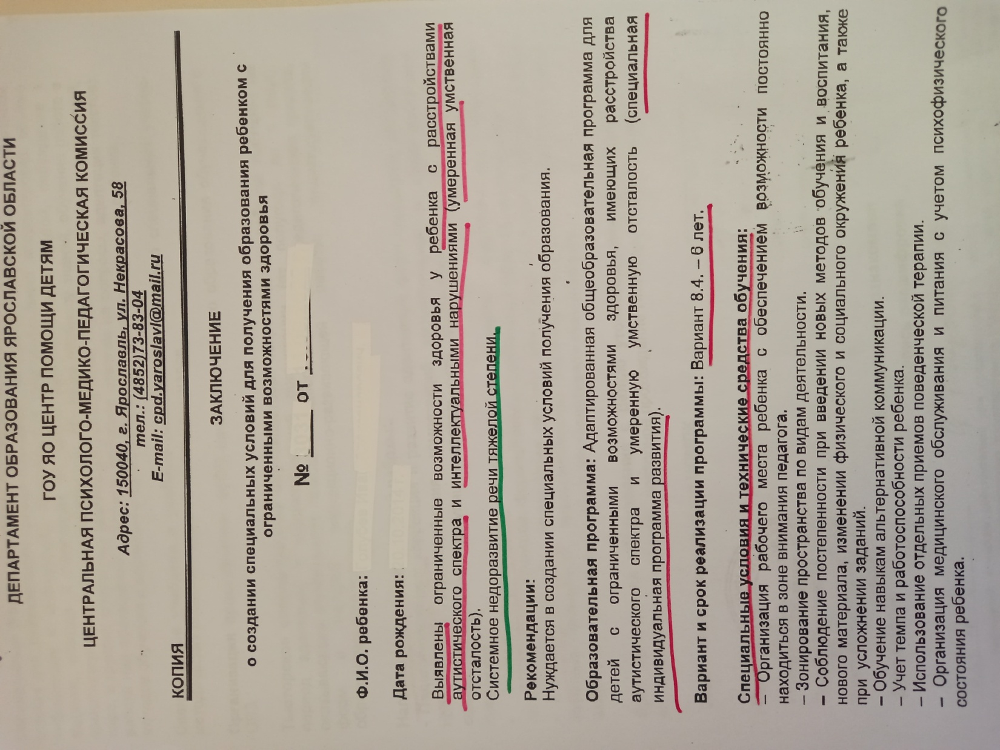 ДЕПАРТАМЕНТ ОБРАЗОВАНИЯ ЯРОСЛАВСКОЙ ОБЛАСТИ
ГОУ ЯО ЦЕНТР ПОМОЩИ ДЕТЯМ
ЦЕНТРАЛЬНАЯ ПСИХОЛОГО-МЕДИКО-ПЕДАГОГИЧЕСКАЯ КОМИССИЯ
Адрес: 150040, г. Ярославль, ул. Некрасова, 58
тел.: (4852)73-83-04
E-mail: cpd.yaroslavl@mail.ru
КОПИЯ
ЗАКЛЮЧЕНИЕ
о создании специальных условий для получения образования ребенком с
ограниченными возможностями здоровья
№ ОТ
Ф.И.О. ребенка:
Дата рождения:
Выявлены ограниченные возможности здоровья у ребенка с расстройствами
аутистического спектра и интеллектуальными нарушениями (умеренная умственная
отсталость).
Системное недоразвитие речи тяжелой степени.
Рекомендации:
Нуждается в создании специальных условий получения образования.
Образовательная программа: Адаптированная общеобразовательная программа для
детей с ограниченными возможностями здоровья, имеющих расстройства
аутистического спектра и умеренную умственную отсталость (специальная
индивидуальная программа развития).
Вариант и срок реализации программы: Вариант 8.4. – 6 лет.
Специальные условия и технические средства обучения:
– Организация рабочего места ребенка с обеспечением возможности постоянно
находиться в зоне внимания педагога.
– Зонирование пространства по видам деятельности.
– Соблюдение постепенности при введении новых методов обучения и воспитания,
нового материала, изменении физического и социального окружения ребенка, а также
при усложнении заданий.
– Обучение навыкам альтернативной коммуникации.
– Учет темпа и работоспособности ребенка.
– Использование отдельных приемов поведенческой терапии.
– Организация медицинского обслуживания и питания с учетом психофизического
состояния ребенка.